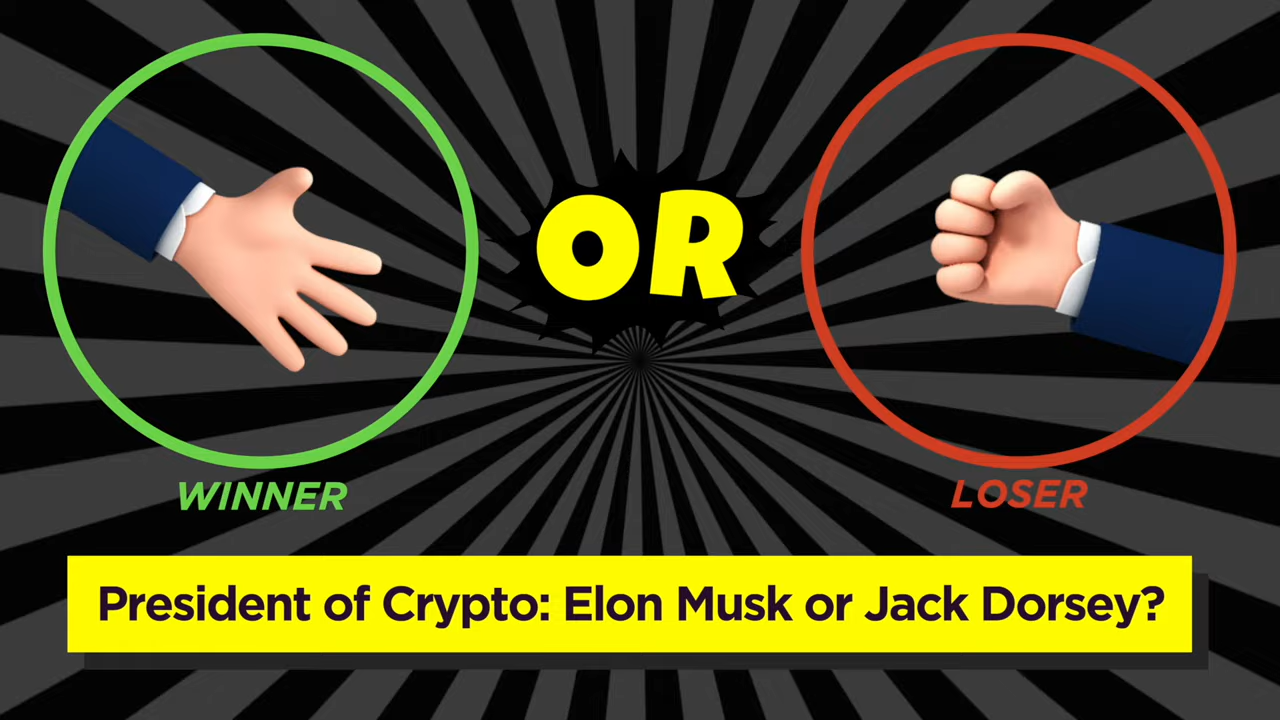 OR
WINNER
LOSER
President of Crypto: Elon Musk or Jack Dorsey?